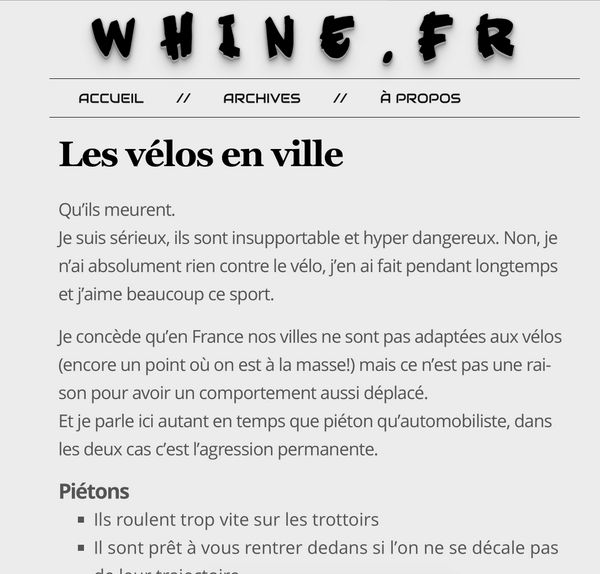 WHINE.FR
ACCUEIL // ARCHIVES // À PROPOS
Les vélos en ville
Qu’ils meurent.
Je suis sérieux, ils sont insupportable et hyper dangereux. Non, je
n’ai absolument rien contre le vélo, j’en ai fait pendant longtemps
et j’aime beaucoup ce sport.
Je concède qu’en France nos villes ne sont pas adaptées aux vélos
(encore un point où on est à la masse!) mais ce n’est pas une rai-
son pour avoir un comportement aussi déplacé.
Et je parle ici autant en temps que piéton qu’automobiliste, dans
les deux cas c’est l’agression permanente.
Piétons
▪ Ils roulent trop vite sur les trottoirs
▪ Il sont prêt à vous rentrer dedans si l’on ne se décale pas
de leur trajectoire